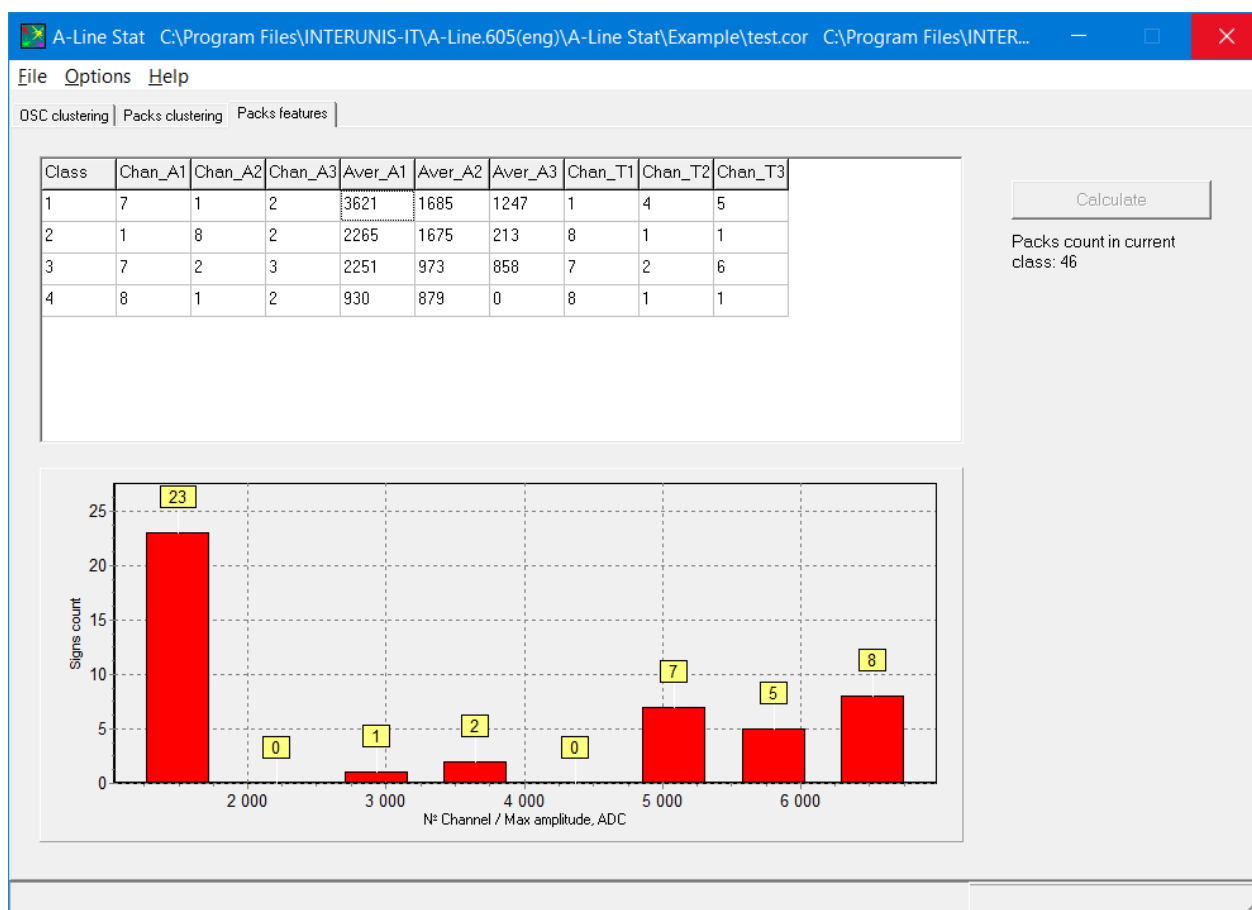 A-Line Stat C:\Program Files\INTERUNIS-IT\A-Line.605(eng)\A-Line Stat\Example\test.cor C:\Program Files\INTER...
File Options Help
OSC clustering Packs clustering Packs features
Class Chan_A1 Chan_A2 Chan_A3 Aver_A1 Aver_A2 Aver_A3 Chan_T1 Chan_T2 Chan_T3
1 7 1 2 3621 1685 1247 1 4 5
2 1 8 2 2265 1675 213 8 1 1
3 7 2 3 2251 973 858 7 2 6
4 8 1 2 930 879 0 8 1 1
Calculate
Packs count in current
class: 46
Signs count
25
20
15
10
5
0
23 0 1 2 0 7 5 8
2 000 3 000 4 000 5 000 6 000
Nº Channel / Max amplitude, ADC